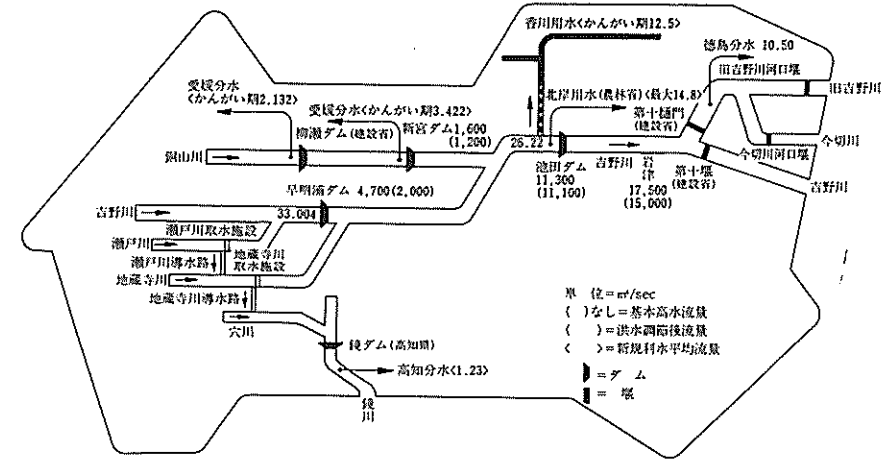 香川用水<かんがい期12.5>
徳島分水 10.50
旧吉野川河口堰
旧吉野川
愛媛分水
<かんがい期2.132>
愛媛分水<かんがい期3.422>
柳瀬ダム(建設省)
新宮ダム1,600
(1,200)
北岸用水(農林省)<最大14.8>
第十樋門
(建設省)
銅山川
26.22
池田ダム
11,300
(11,100)
吉野川
岩津
17,500
(15,000)
第十堰
(建設省)
今切川河口堰
今切川
吉野川
早明浦ダム 4,700(2,000)
吉野川
33.004
瀬戸川取水施設
瀬戸川
地蔵寺川
取水施設
瀬戸川導水路
地蔵寺川
地蔵寺川導水路
穴川
鏡ダム(高知県)
高知分水<1.23>
鏡川
単 位=㎥/sec
( )なし=基本高水流量
( )=洪水調節後流量
< >=新規利水平均流量
=ダム
=堰